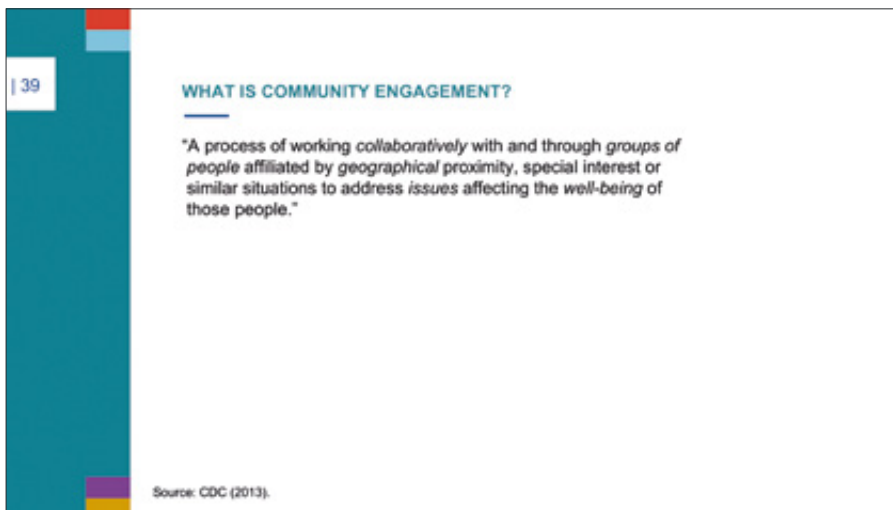 | 39
WHAT IS COMMUNITY ENGAGEMENT?
"A process of working collaboratively with and through groups of
people affiliated by geographical proximity, special interest or
similar situations to address issues affecting the well-being of
those people."
Source: CDC (2013).